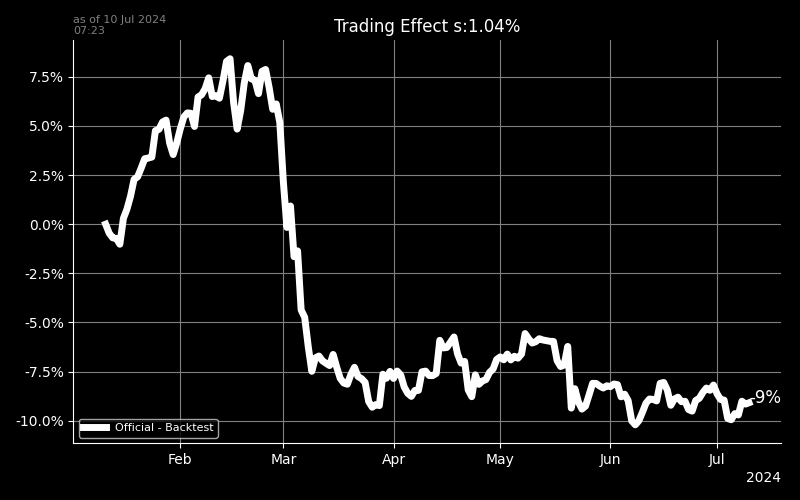 as of 10 Jul 2024
07:23
Trading Effect s:1.04%
7.5%
5.0%
2.5%
0.0%
-2.5%
-5.0%
-7.5%
-10.0%
-9%
Official - Backtest
Feb Mar Apr May Jun Jul
2024